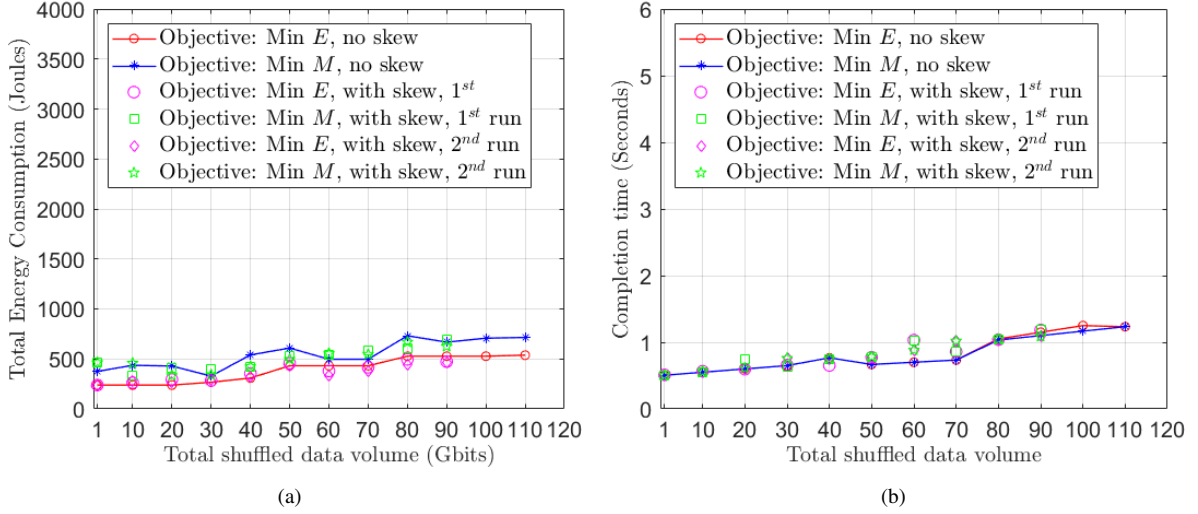 4000
3500
3000
2500
2000
1500
1000
500
0
Total Energy Consumption (Joules)
Objective: Min E, no skew
Objective: Min M, no skew
Objective: Min E, with skew, 1st
Objective: Min M, with skew, 1st run
Objective: Min E, with skew, 2nd run
Objective: Min M, with skew, 2nd run
1 10 20 30 40 50 60 70 80 90 100 110 120
Total shuffled data volume (Gbits)
(a)
6
5
4
3
2
1
0
Completion time (Seconds)
Objective: Min E, no skew
Objective: Min M, no skew
Objective: Min E, with skew, 1st run
Objective: Min M, with skew, 1st run
Objective: Min E, with skew, 2nd run
Objective: Min M, with skew, 2nd run
1 10 20 30 40 50 60 70 80 90 100 110 120
Total shuffled data volume
(b)